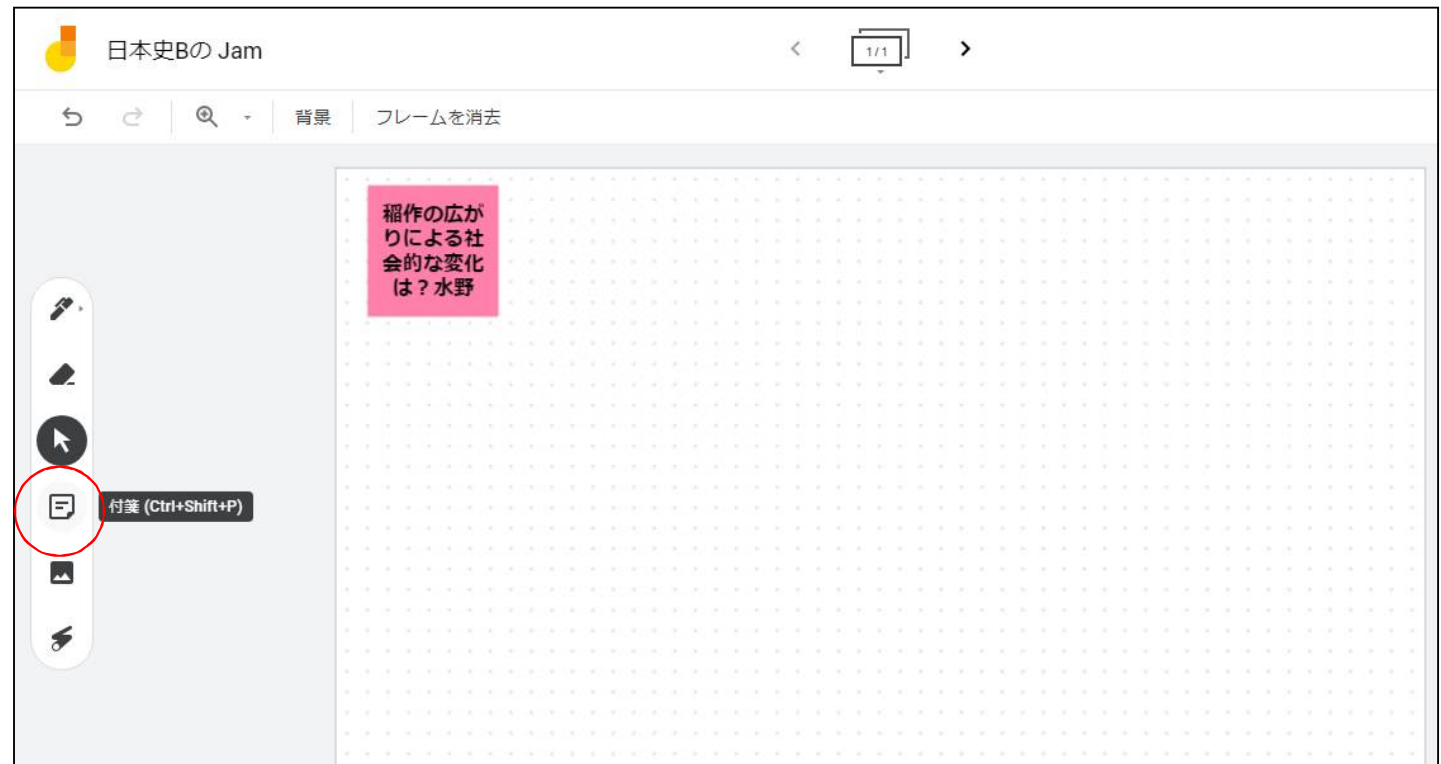 日本史Bの Jam
1/1
背景 フレームを消去
稲作の広が
りによる社
会的な変化
は？水野
付箋 (Ctrl+Shift+P)